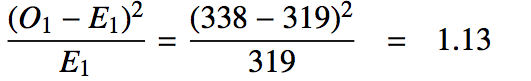 (O₁ − E₁)² / E₁ = (338 − 319)² / 319 = 1.13